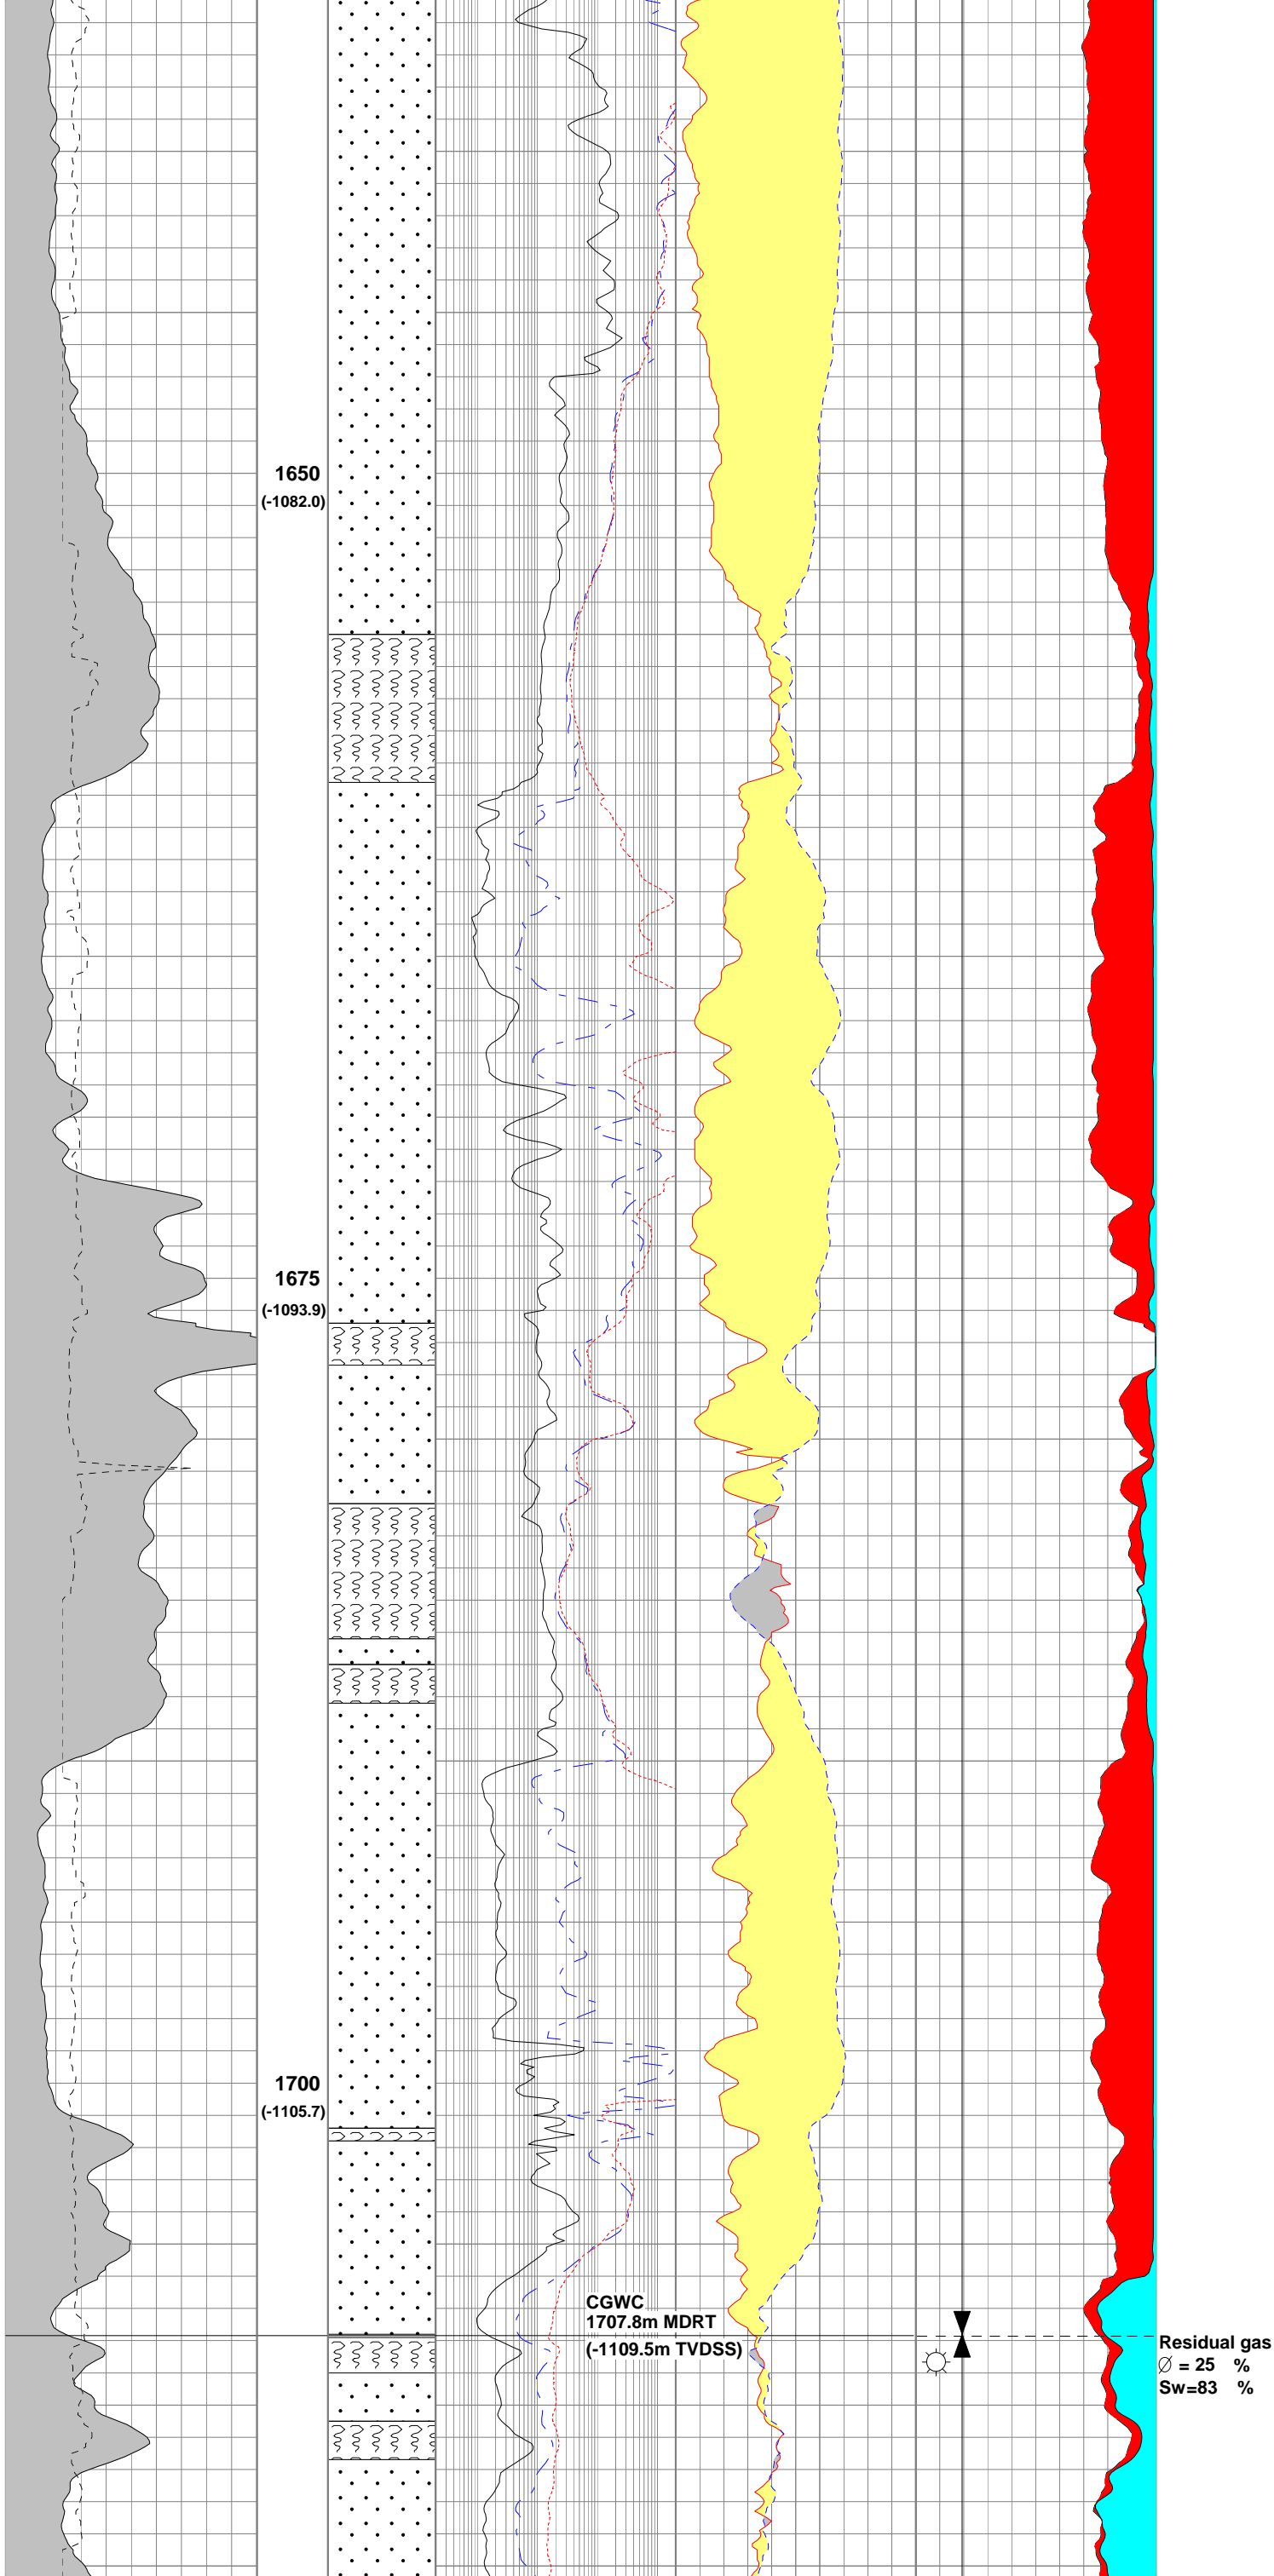 1650
(-1082.0)
1675
(-1093.9)
1700
(-1105.7)
CGWC
1707.8m MDRT
(-1109.5m TVDSS)
Residual gas
∅ = 25 %
Sw=83 %